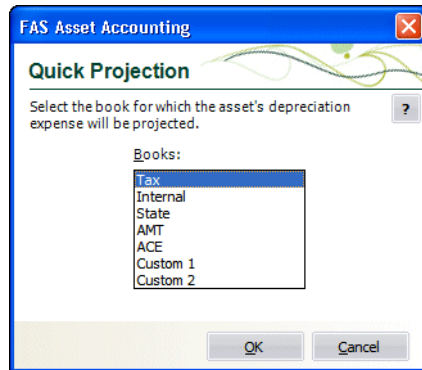 FAS Asset Accounting
Quick Projection
Select the book for which the asset's depreciation
expense will be projected.
?
Books:
Tax
Internal
State
AMT
ACE
Custom 1
Custom 2
OK Cancel